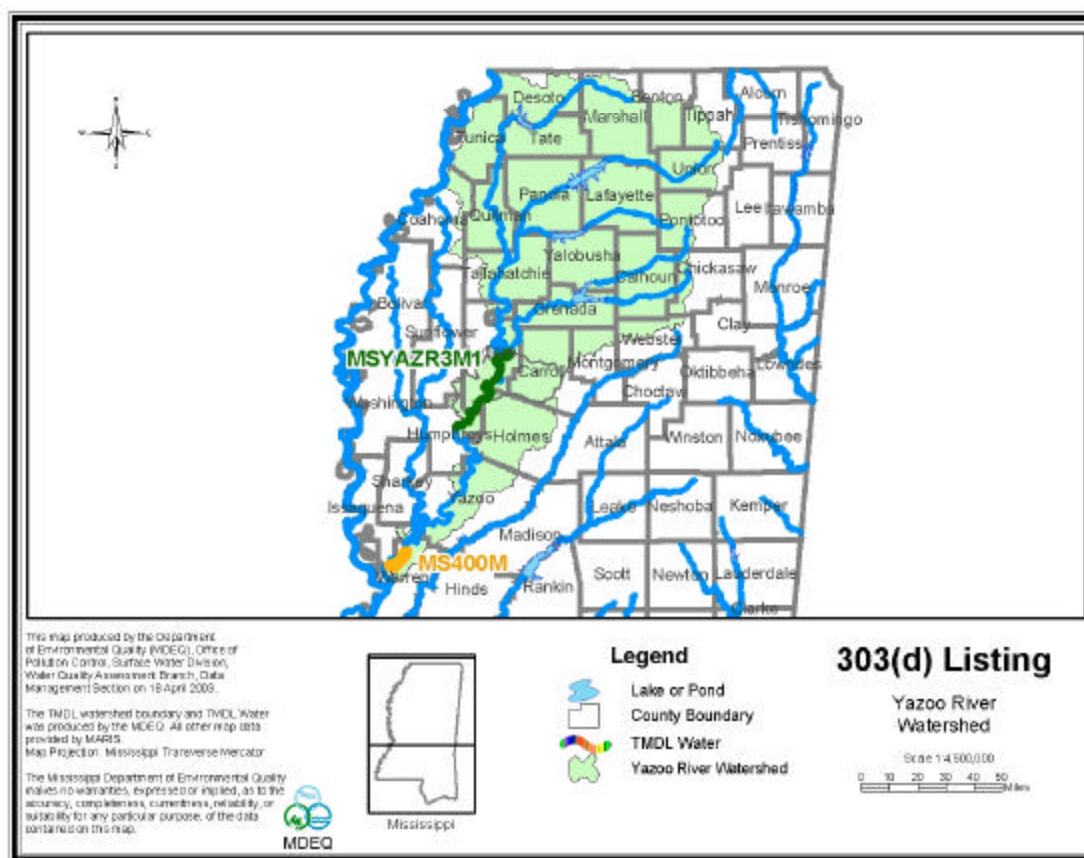 Desoto
Benton
Alcorn
Marshall
Tippah
Tishomingo
Tunica
Tate
Prentiss
Union
Panola
Lafayette
Lee
Itawamba
Coahoma
Quitman
Pontotoc
Yalobusha
Tallahatchie
Calhoun
Chickasaw
Monroe
Bolivar
Grenada
Sunflower
Clay
Webster
MSYAZR3M1
Montgomery
Carroll
Oktibbeha
Lowndes
Choctaw
Washington
Humphreys
Holmes
Attala
Winston
Noxubee
Sharkey
Yazoo
Issaquena
Leake
Neshoba
Kemper
Madison
MS400M
Warren
Hinds
Rankin
Scott
Newton
Lauderdale
Clarke
This map produced by the Department
of Environmental Quality (MDEQ), Office of
Pollution Control, Surface Water Division,
Water Quality Assessment Branch, Data
Management Section on 18 April 2003.
The TMDL watershed boundary and TMDL Water
was produced by the MDEQ. All other map data
provided by MARIS.
Map Projection: Mississippi Transverse Mercator
The Mississippi Department of Environmental Quality
makes no warranties, expressed or implied, as to the
accuracy, completeness, currentness, reliability, or
suitability for any particular purpose, of the data
contained on this map.
MDEQ
Mississippi
Legend
Lake or Pond
County Boundary
TMDL Water
Yazoo River Watershed
303(d) Listing
Yazoo River
Watershed
Scale 1:4,500,000
0 10 20 30 40 50
Miles